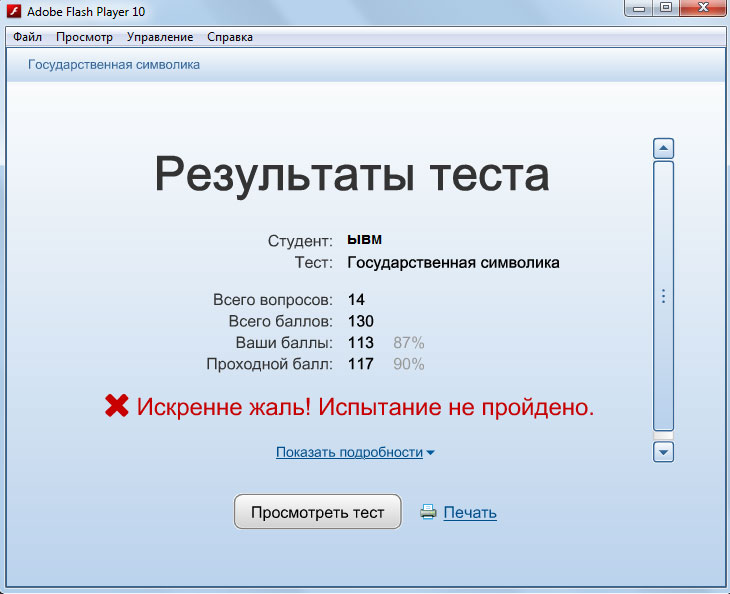 Adobe Flash Player 10
Файл Просмотр Управление Справка
Государственная символика
Результаты теста
Студент: ывм
Тест: Государственная символика
Всего вопросов: 14
Всего баллов: 130
Ваши баллы: 113 87%
Проходной балл: 117 90%
Искренне жаль! Испытание не пройдено.
Показать подробности
Просмотреть тест Печать